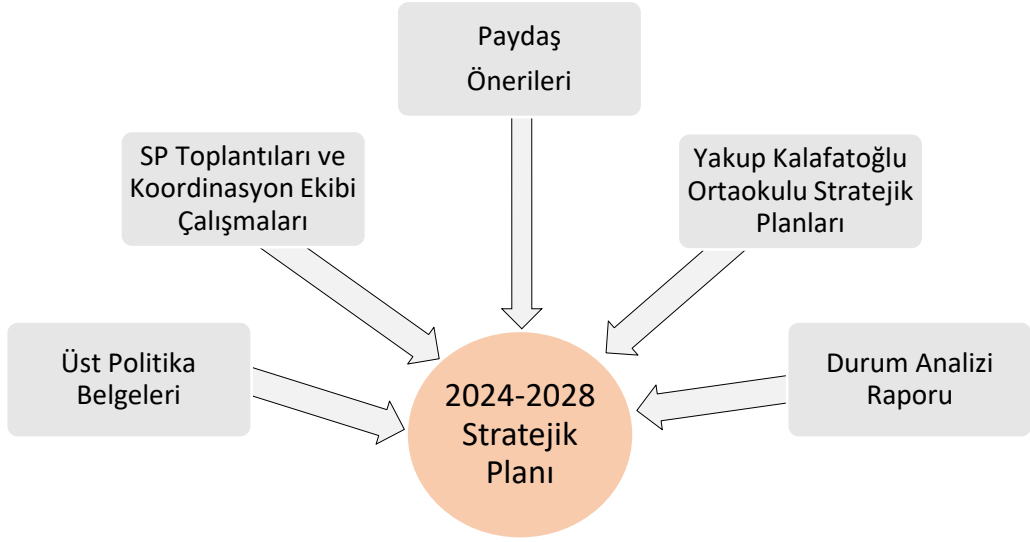 Paydaş
Önerileri
SP Toplantıları ve
Koordinasyon Ekibi
Çalışmaları
Yakup Kalafatoğlu
Ortaokulu Stratejik
Planları
Üst Politika
Belgeleri
2024-2028
Stratejik
Planı
Durum Analizi
Raporu